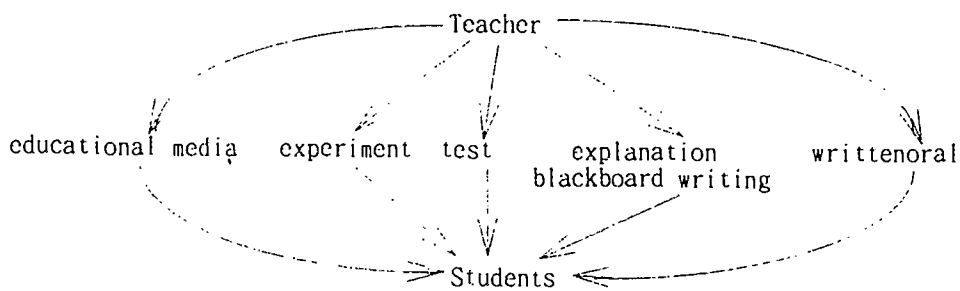 Teacher
educational media experiment test explanation writtenoral
blackboard writing
Students